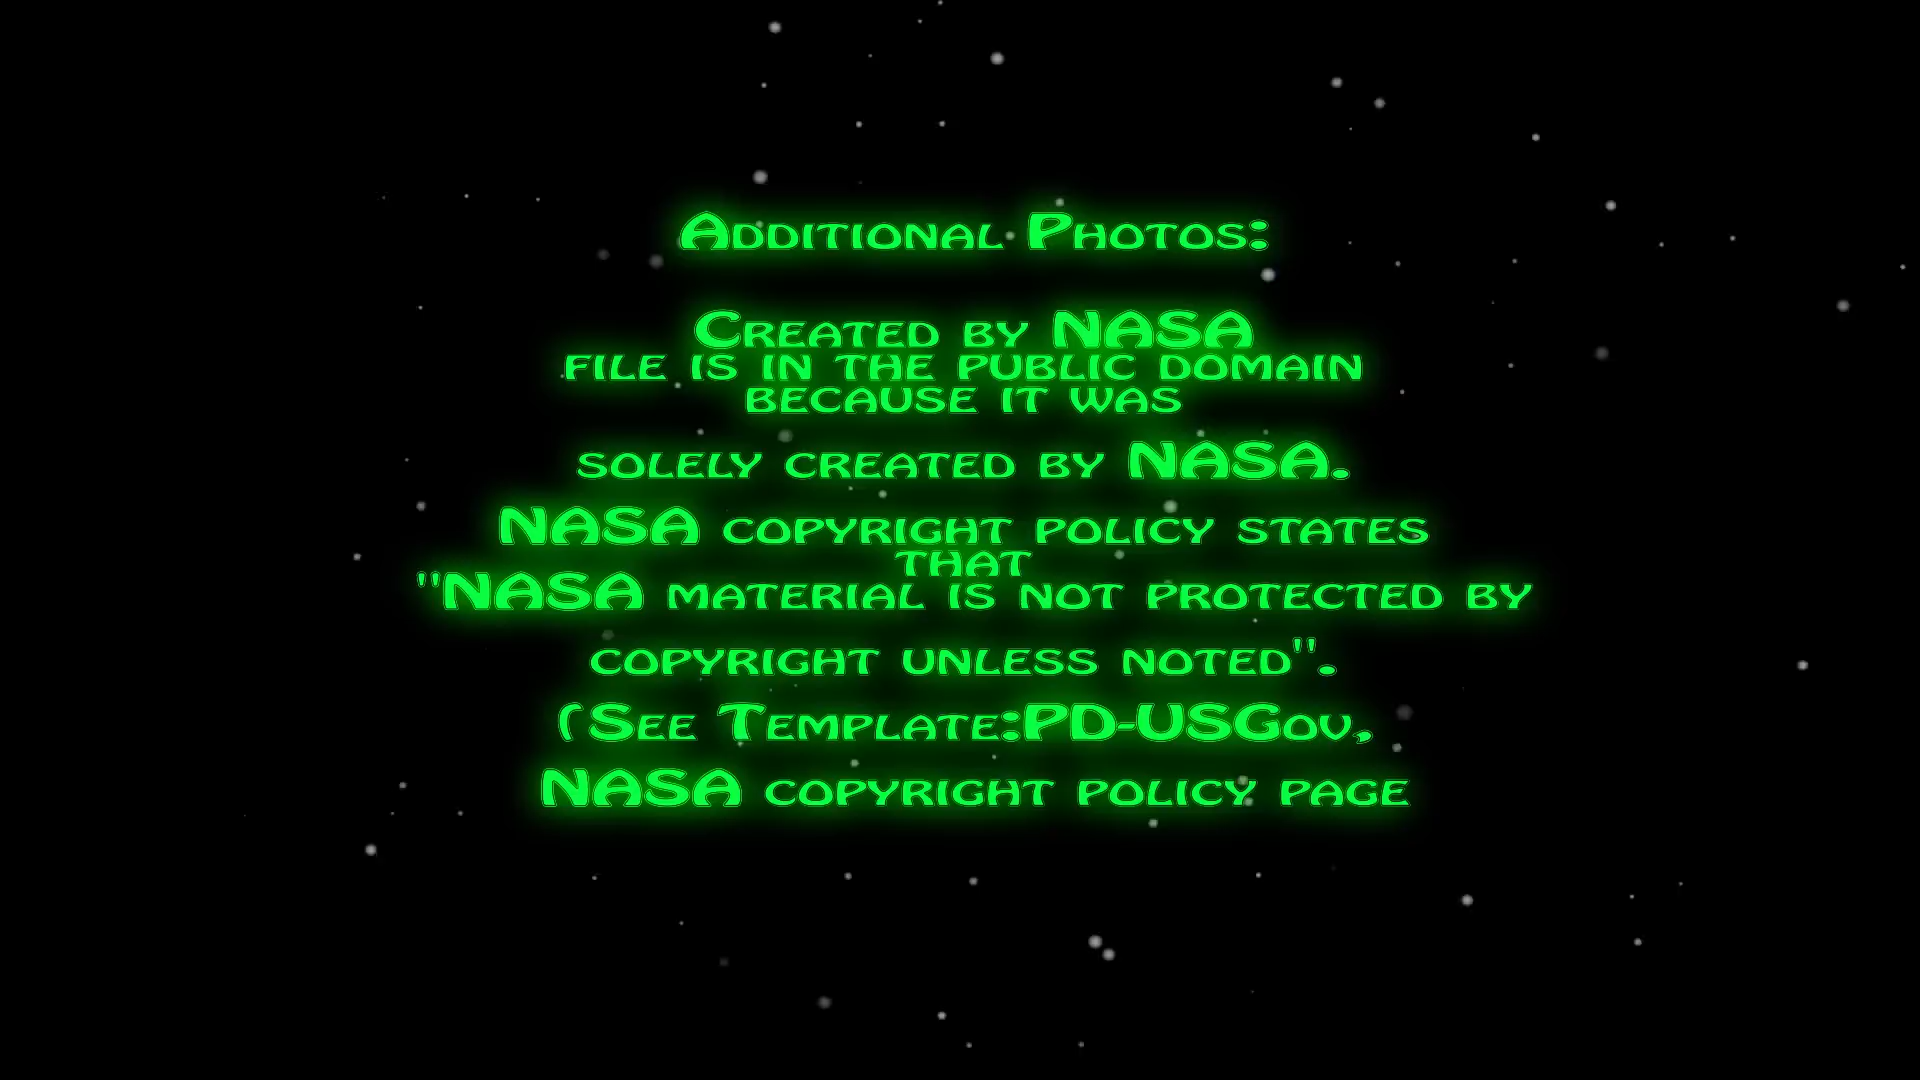 Additional Photos:
Created by NASA
file is in the public domain
because it was
solely created by NASA.
NASA copyright policy states
that
"NASA material is not protected by
copyright unless noted".
(See Template:PD-USGov,
NASA copyright policy page